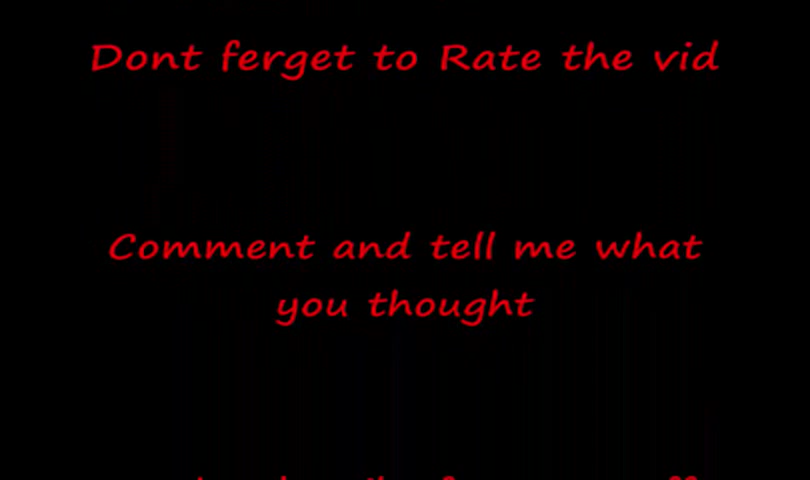 Dont ferget to Rate the vid
Comment and tell me what
you thought